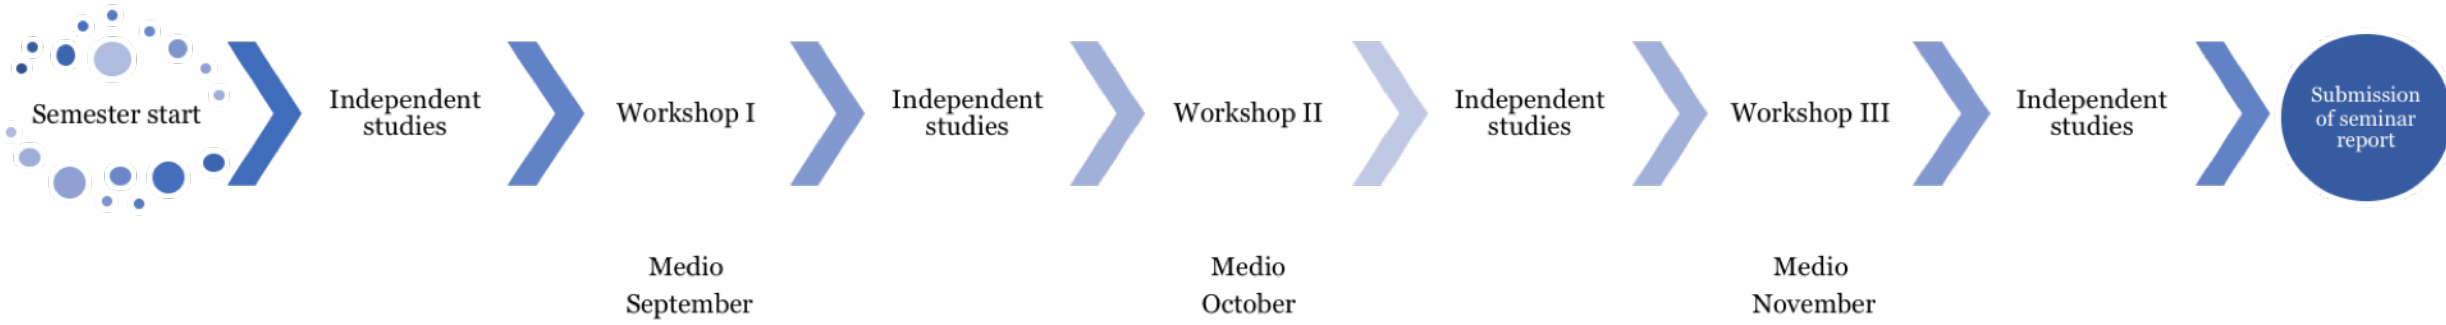 Semester start
Independent
studies
Workshop I
Independent
studies
Workshop II
Independent
studies
Workshop III
Independent
studies
Submission
of seminar
report
Medio
September
Medio
October
Medio
November